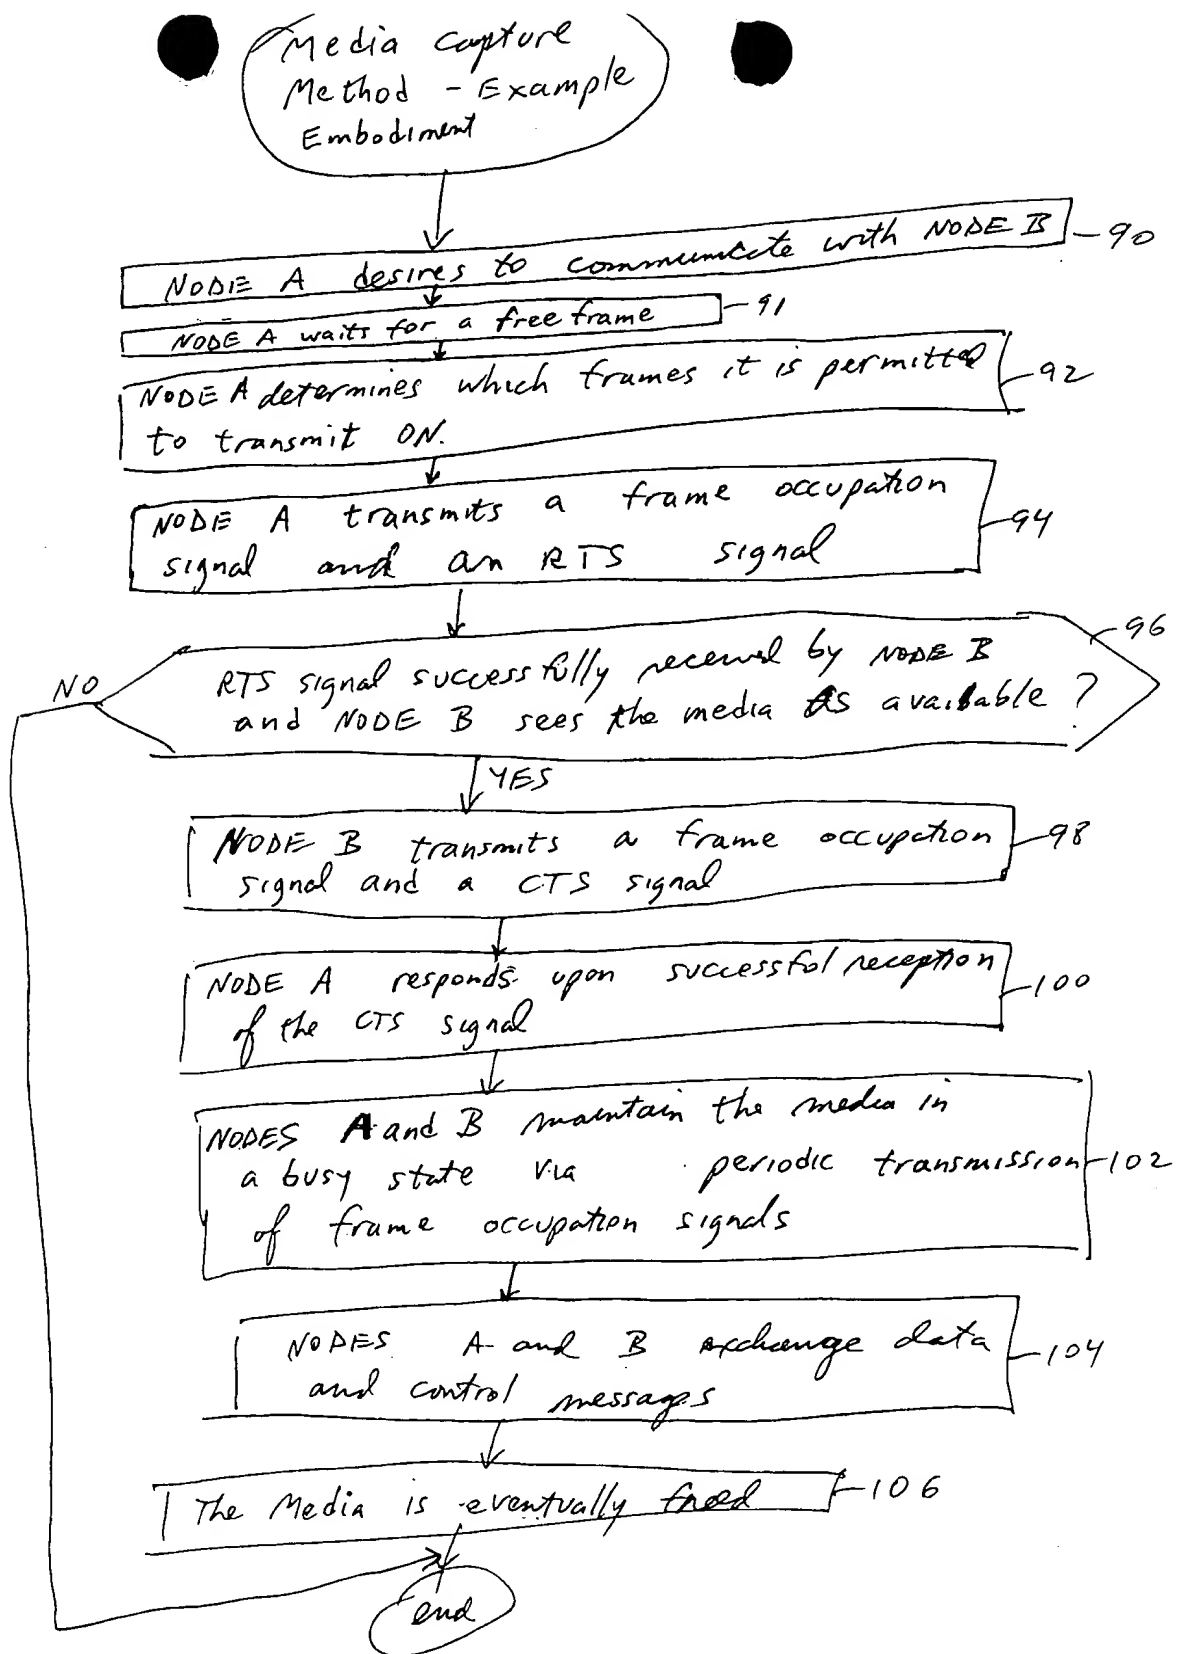 Media Capture
Method - Example
Embodiment
NODE A desires to communicate with NODE B
90
NODE A waits for a free frame
91
NODE A determines which frames it is permitted
to transmit ON.
92
NODE A transmits a frame occupation
signal and an RTS signal
94
RTS signal successfully received by NODE B
and NODE B sees the media as available ?
96
NO
YES
NODE B transmits a frame occupation
signal and a CTS signal
98
NODE A responds upon successful reception
of the CTS signal
100
NODES A and B maintain the media in
a busy state via periodic transmission
of frame occupation signals
102
NODES A and B exchange data
and control messages
104
The Media is eventually freed
106
end